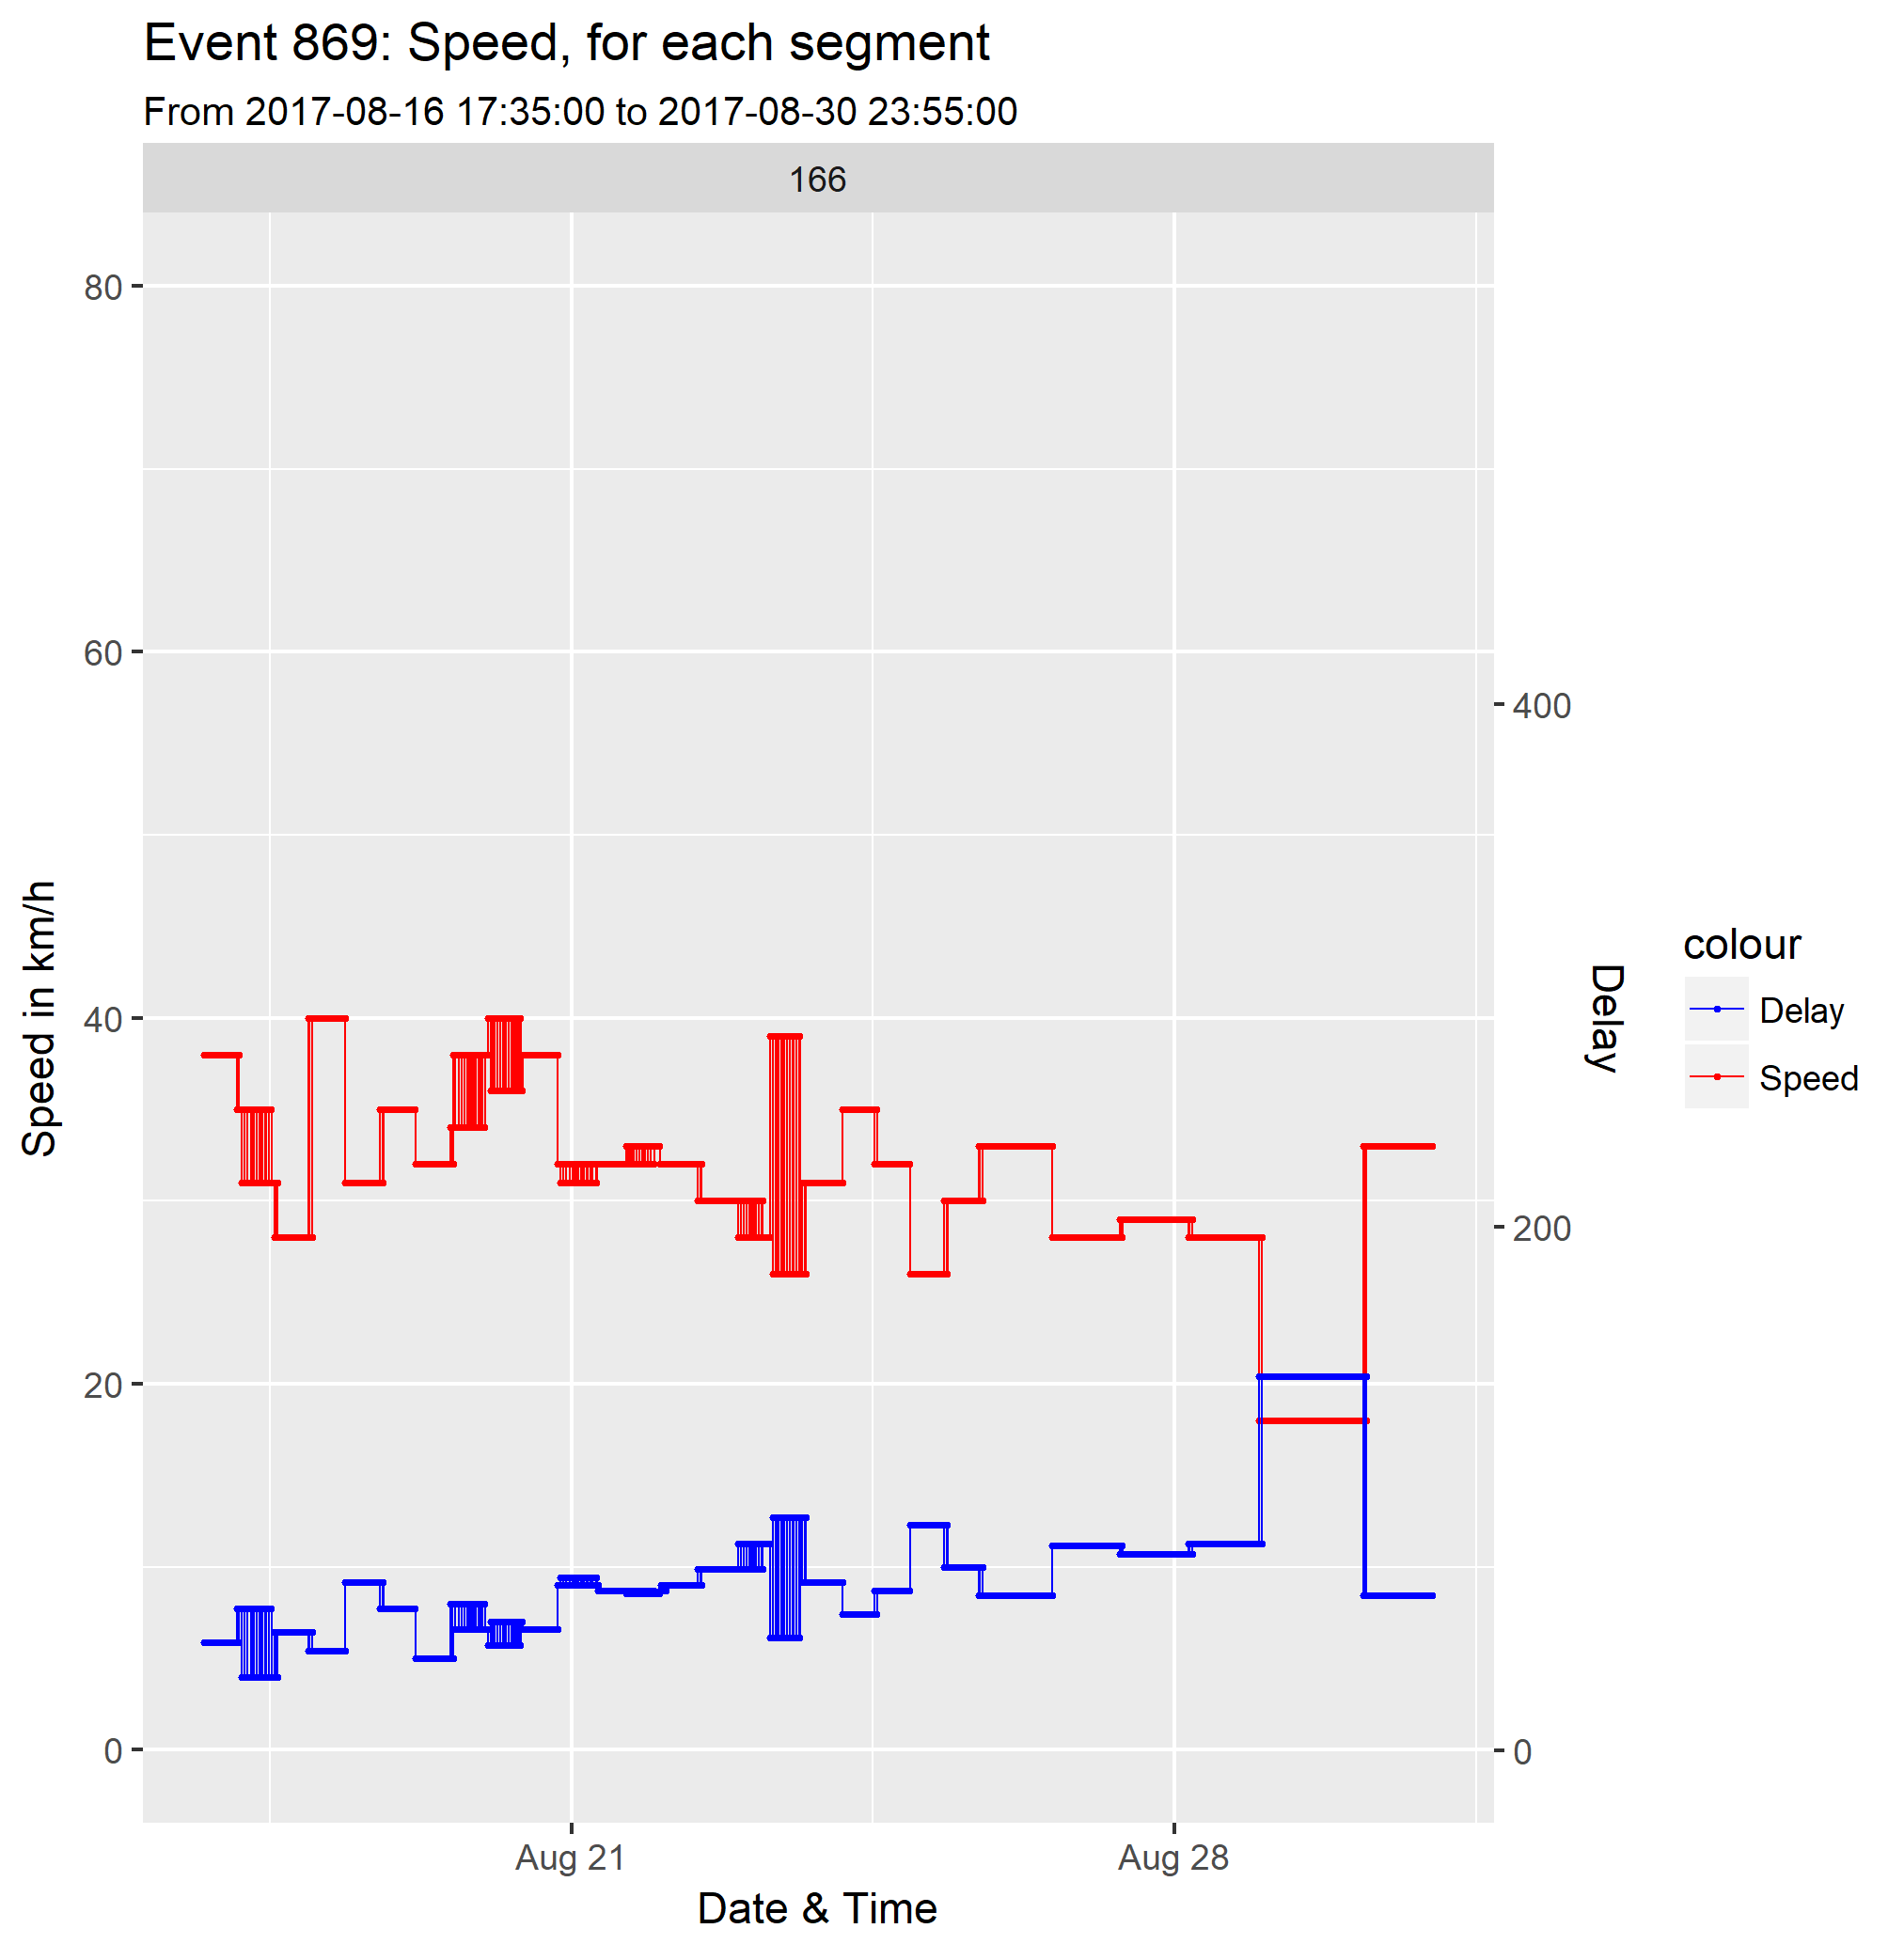 Event 869: Speed, for each segment
From 2017-08-16 17:35:00 to 2017-08-30 23:55:00
166
80
60
40
20
0
Speed in km/h
400
200
0
Delay
Aug 21
Aug 28
Date & Time
colour
Delay
Speed